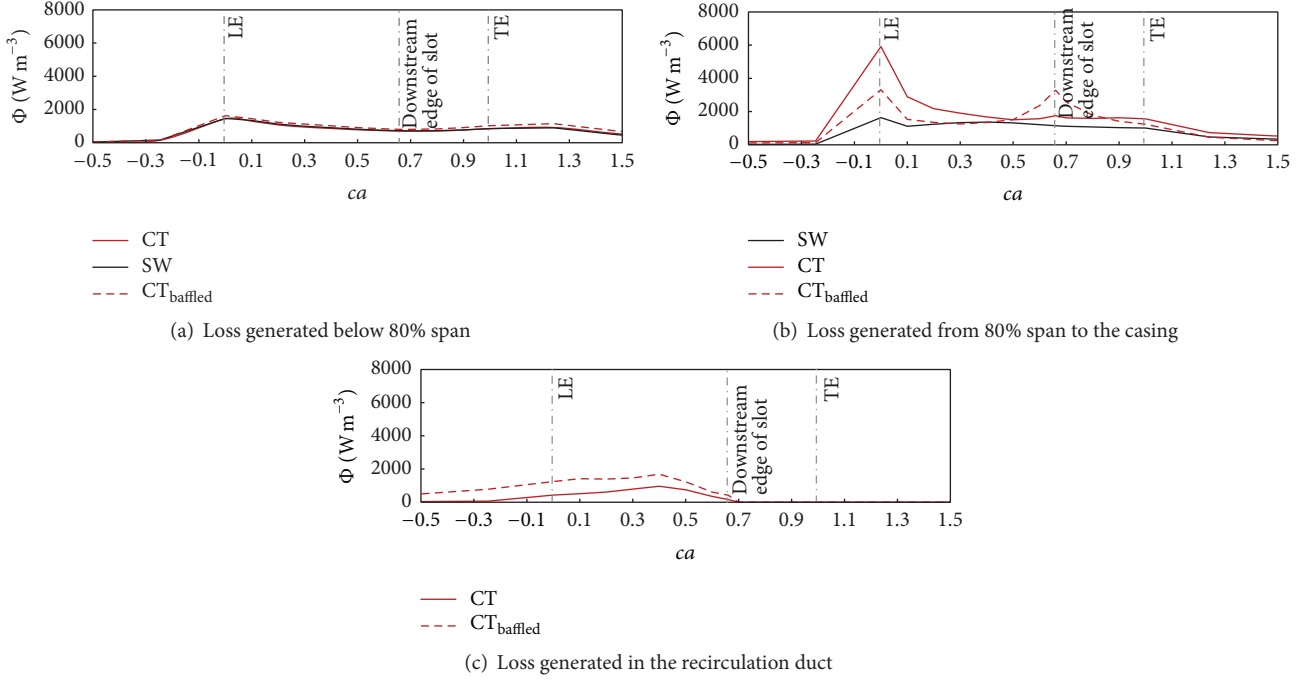 8000
6000
4000
2000
0
Φ (W m⁻³)
LE
Downstream
edge of slot
TE
−0.5 −0.3 −0.1 0.1 0.3 0.5 0.7 0.9 1.1 1.3 1.5
ca
CT
SW
CT_baffled
(a) Loss generated below 80% span
8000
6000
4000
2000
0
Φ (W m⁻³)
LE
Downstream
edge of slot
TE
−0.5 −0.3 −0.1 0.1 0.3 0.5 0.7 0.9 1.1 1.3 1.5
ca
SW
CT
CT_baffled
(b) Loss generated from 80% span to the casing
8000
6000
4000
2000
0
Φ (W m⁻³)
LE
Downstream
edge of slot
TE
−0.5 −0.3 −0.1 0.1 0.3 0.5 0.7 0.9 1.1 1.3 1.5
ca
CT
CT_baffled
(c) Loss generated in the recirculation duct